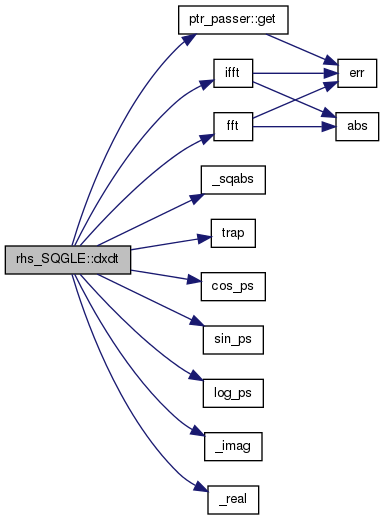 ptr_passer::get
ifft
err
fft
abs
_sqabs
trap
rhs_SQGLE::dxdt
cos_ps
sin_ps
log_ps
_imag
_real